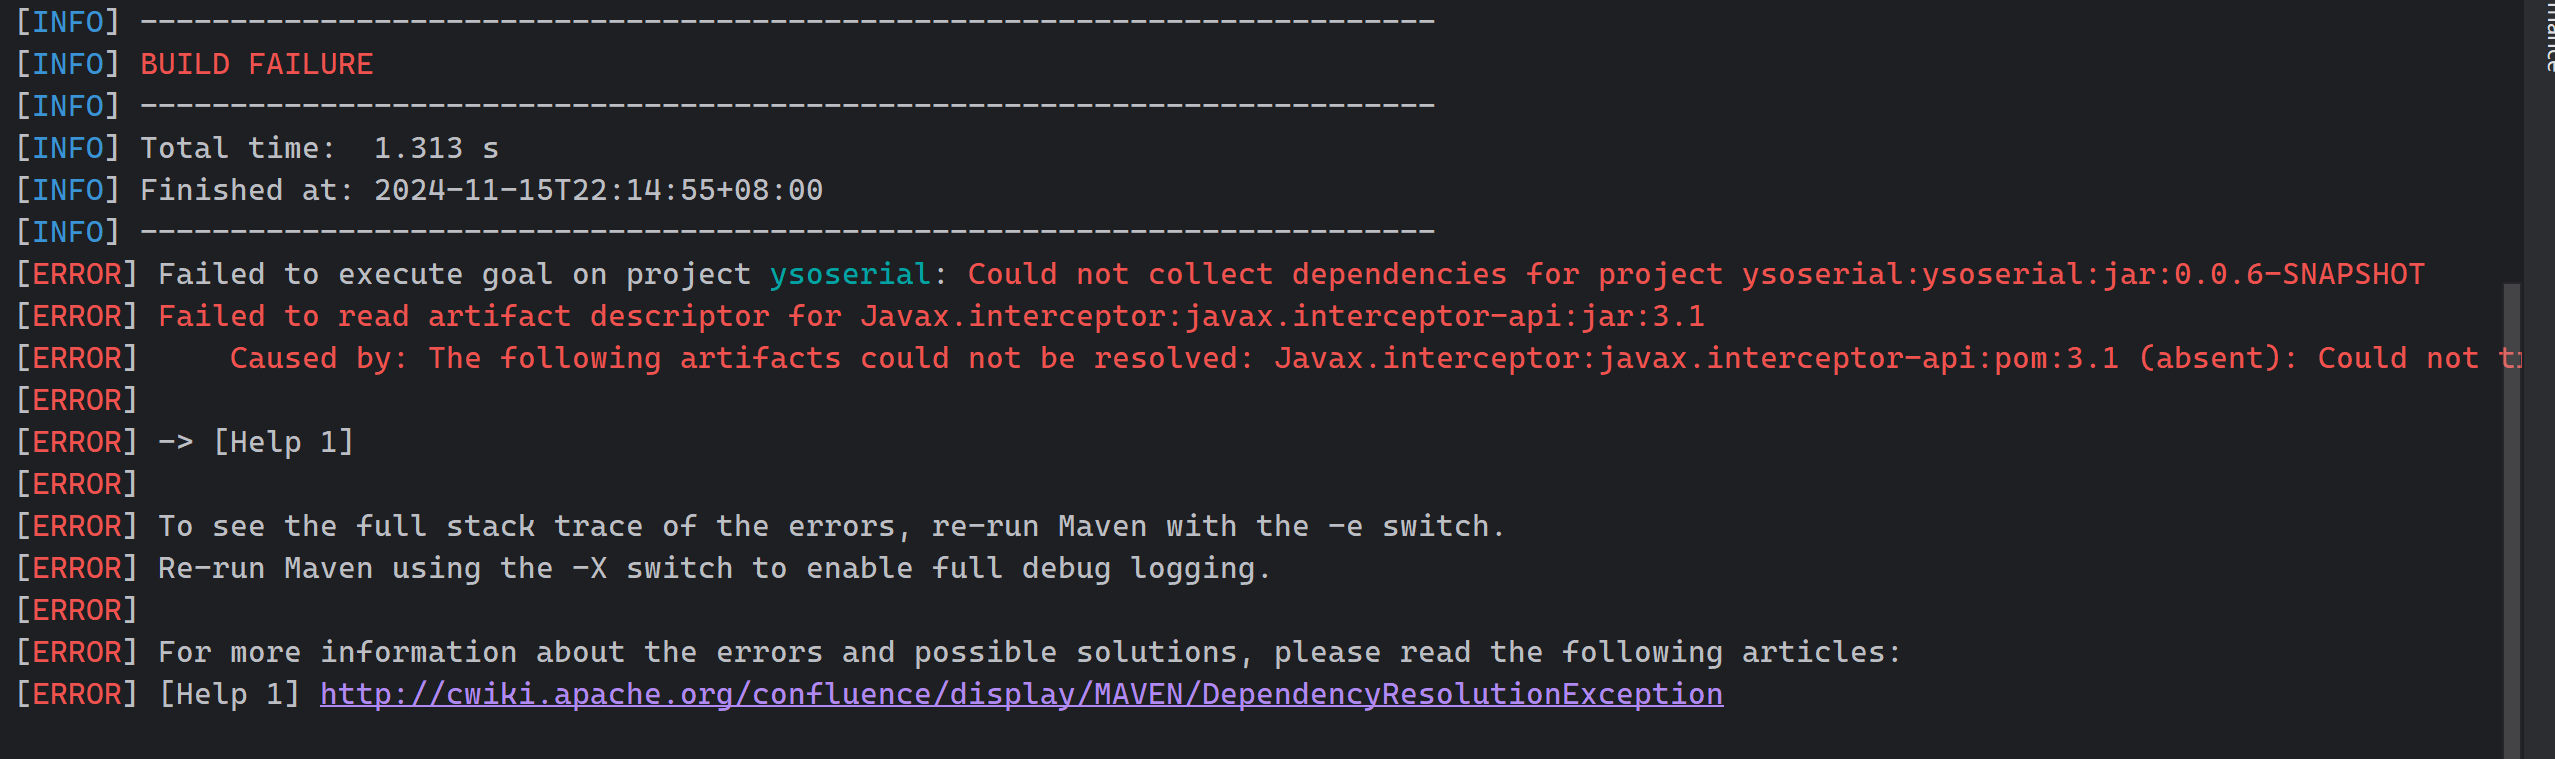 [INFO] ------------------------------------------------------------------------
[INFO] BUILD FAILURE
[INFO] ------------------------------------------------------------------------
[INFO] Total time:  1.313 s
[INFO] Finished at: 2024-11-15T22:14:55+08:00
[INFO] ------------------------------------------------------------------------
[ERROR] Failed to execute goal on project ysoserial: Could not collect dependencies for project ysoserial:ysoserial:jar:0.0.6-SNAPSHOT
[ERROR] Failed to read artifact descriptor for Javax.interceptor:javax.interceptor-api:jar:3.1
[ERROR]     Caused by: The following artifacts could not be resolved: Javax.interceptor:javax.interceptor-api:pom:3.1 (absent): Could not
[ERROR]
[ERROR] -> [Help 1]
[ERROR]
[ERROR] To see the full stack trace of the errors, re-run Maven with the -e switch.
[ERROR] Re-run Maven using the -X switch to enable full debug logging.
[ERROR]
[ERROR] For more information about the errors and possible solutions, please read the following articles:
[ERROR] [Help 1] http://cwiki.apache.org/confluence/display/MAVEN/DependencyResolutionException